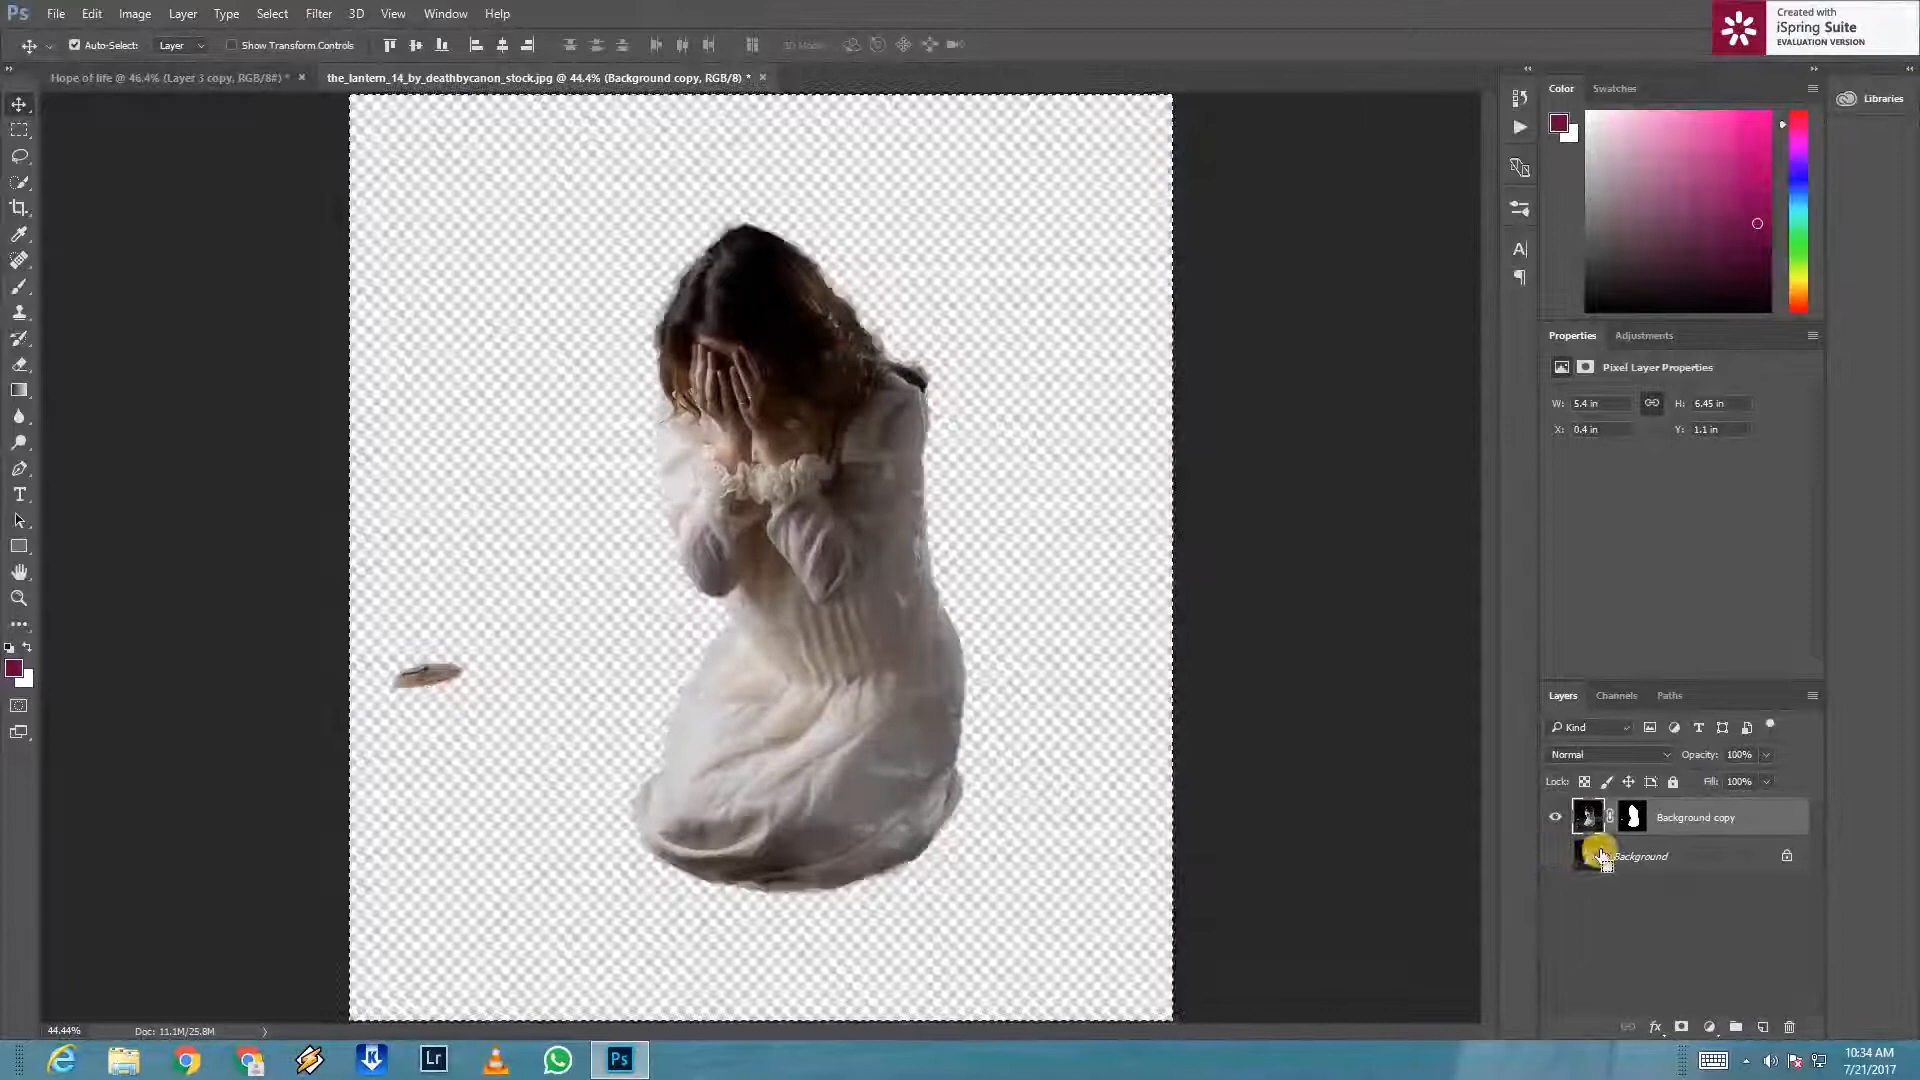 Ps File Edit Image Layer Type Select Filter 3D View Window Help
Created with
iSpring Suite
EVALUATION VERSION
Auto-Select: Layer Show Transform Controls 3D Mode:
Hope of life @ 46.4% (Layer 3 copy, RGB/8#) * ×
the_lantern_14_by_deathbycanon_stock.jpg @ 44.4% (Background copy, RGB/8) * ×
Color Swatches
Libraries
Properties Adjustments
Pixel Layer Properties
W: 5.4 in H: 6.45 in
X: 0.4 in Y: 1.1 in
Layers Channels Paths
Kind
Normal Opacity: 100%
Lock: Fill: 100%
Background copy
Background
44.44% Doc: 11.1M/25.8M
Lr Ps
10:34 AM
7/21/2017